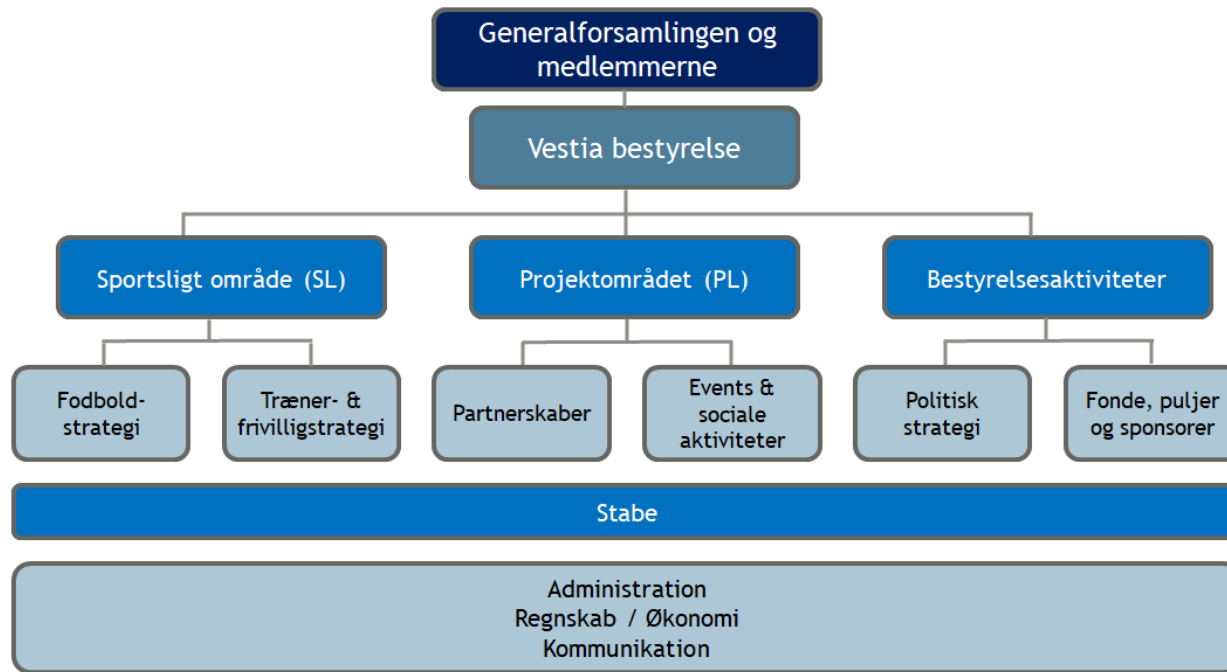 Generalforsamlingen og
medlemmerne
Vestia bestyrelse
Sportsligt område (SL)
Projektområdet (PL)
Bestyrelsesaktiviteter
Fodbold-
strategi
Træner- &
frivilligstrategi
Partnerskaber
Events &
sociale
aktiviteter
Politisk
strategi
Fonde, puljer
og sponsorer
Stabe
Administration
Regnskab / Økonomi
Kommunikation